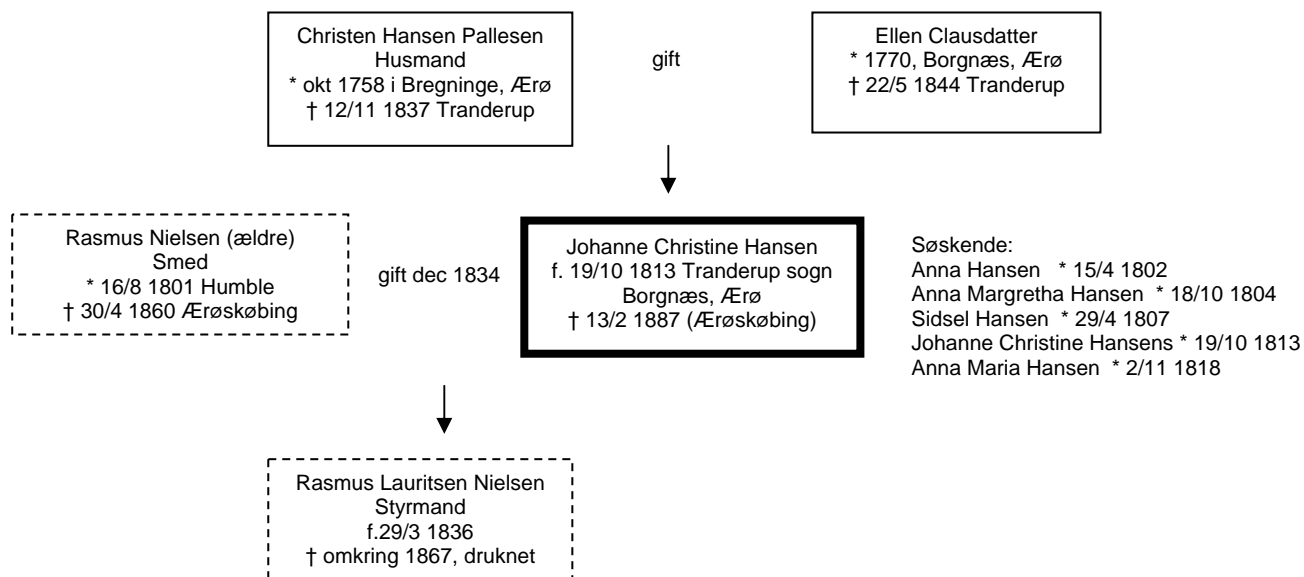 Christen Hansen Pallesen
Husmand
* okt 1758 i Bregninge, Ærø
† 12/11 1837 Tranderup
gift
Ellen Clausdatter
* 1770, Borgnæs, Ærø
† 22/5 1844 Tranderup
Rasmus Nielsen (ældre)
Smed
* 16/8 1801 Humble
† 30/4 1860 Ærøskøbing
gift dec 1834
Johanne Christine Hansen
f. 19/10 1813 Tranderup sogn
Borgnæs, Ærø
† 13/2 1887 (Ærøskøbing)
Søskende:
Anna Hansen * 15/4 1802
Anna Margretha Hansen * 18/10 1804
Sidsel Hansen * 29/4 1807
Johanne Christine Hansens * 19/10 1813
Anna Maria Hansen * 2/11 1818
Rasmus Lauritsen Nielsen
Styrmand
f.29/3 1836
† omkring 1867, druknet